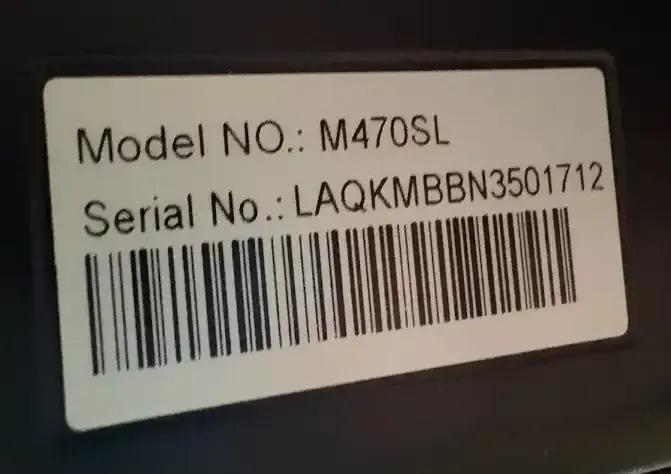 Model NO.: M470SL
Serial No.: LAQKMBBN3501712